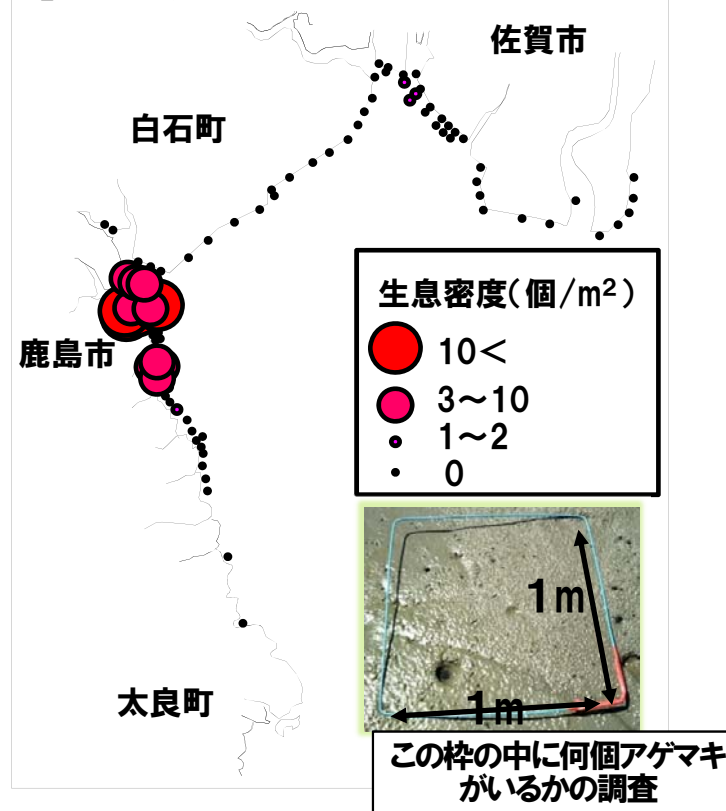 佐賀市
白石町
生息密度(個/m²)
10<
鹿島市
3～10
1～2
0
1m
太良町
1m
この枠の中に何個アゲマキ
がいるかの調査